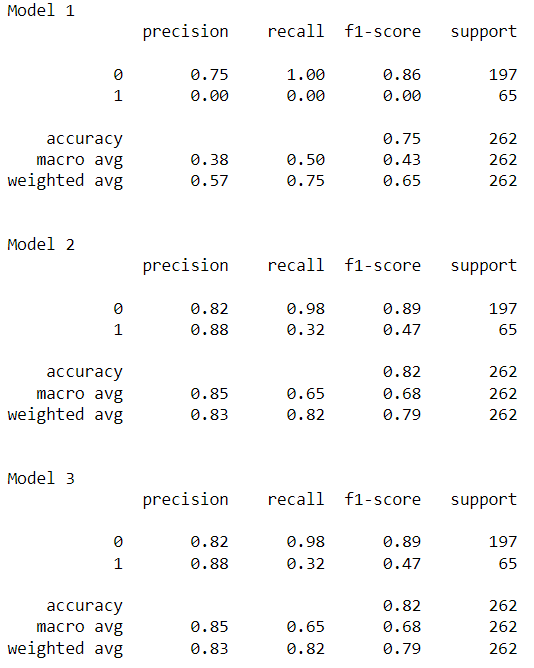 Model 1
precision recall f1-score support
0 0.75 1.00 0.86 197
1 0.00 0.00 0.00 65
accuracy 0.75 262
macro avg 0.38 0.50 0.43 262
weighted avg 0.57 0.75 0.65 262
Model 2
precision recall f1-score support
0 0.82 0.98 0.89 197
1 0.88 0.32 0.47 65
accuracy 0.82 262
macro avg 0.85 0.65 0.68 262
weighted avg 0.83 0.82 0.79 262
Model 3
precision recall f1-score support
0 0.82 0.98 0.89 197
1 0.88 0.32 0.47 65
accuracy 0.82 262
macro avg 0.85 0.65 0.68 262
weighted avg 0.83 0.82 0.79 262